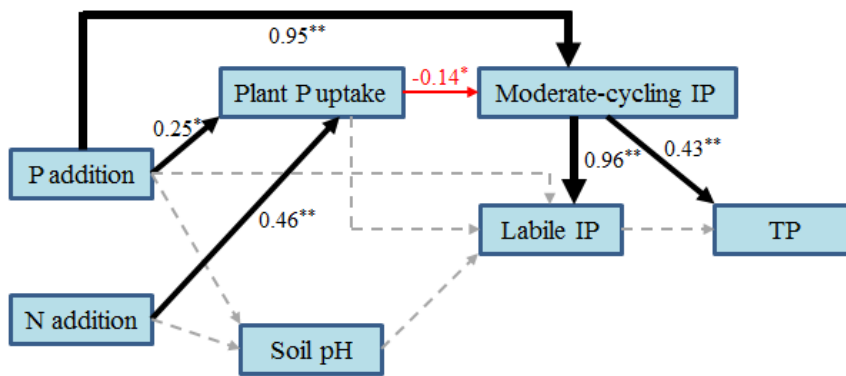 0.95**
Plant P uptake
-0.14*
Moderate-cycling IP
0.25*
P addition
0.96**
0.43**
0.46**
Labile IP
TP
N addition
Soil pH